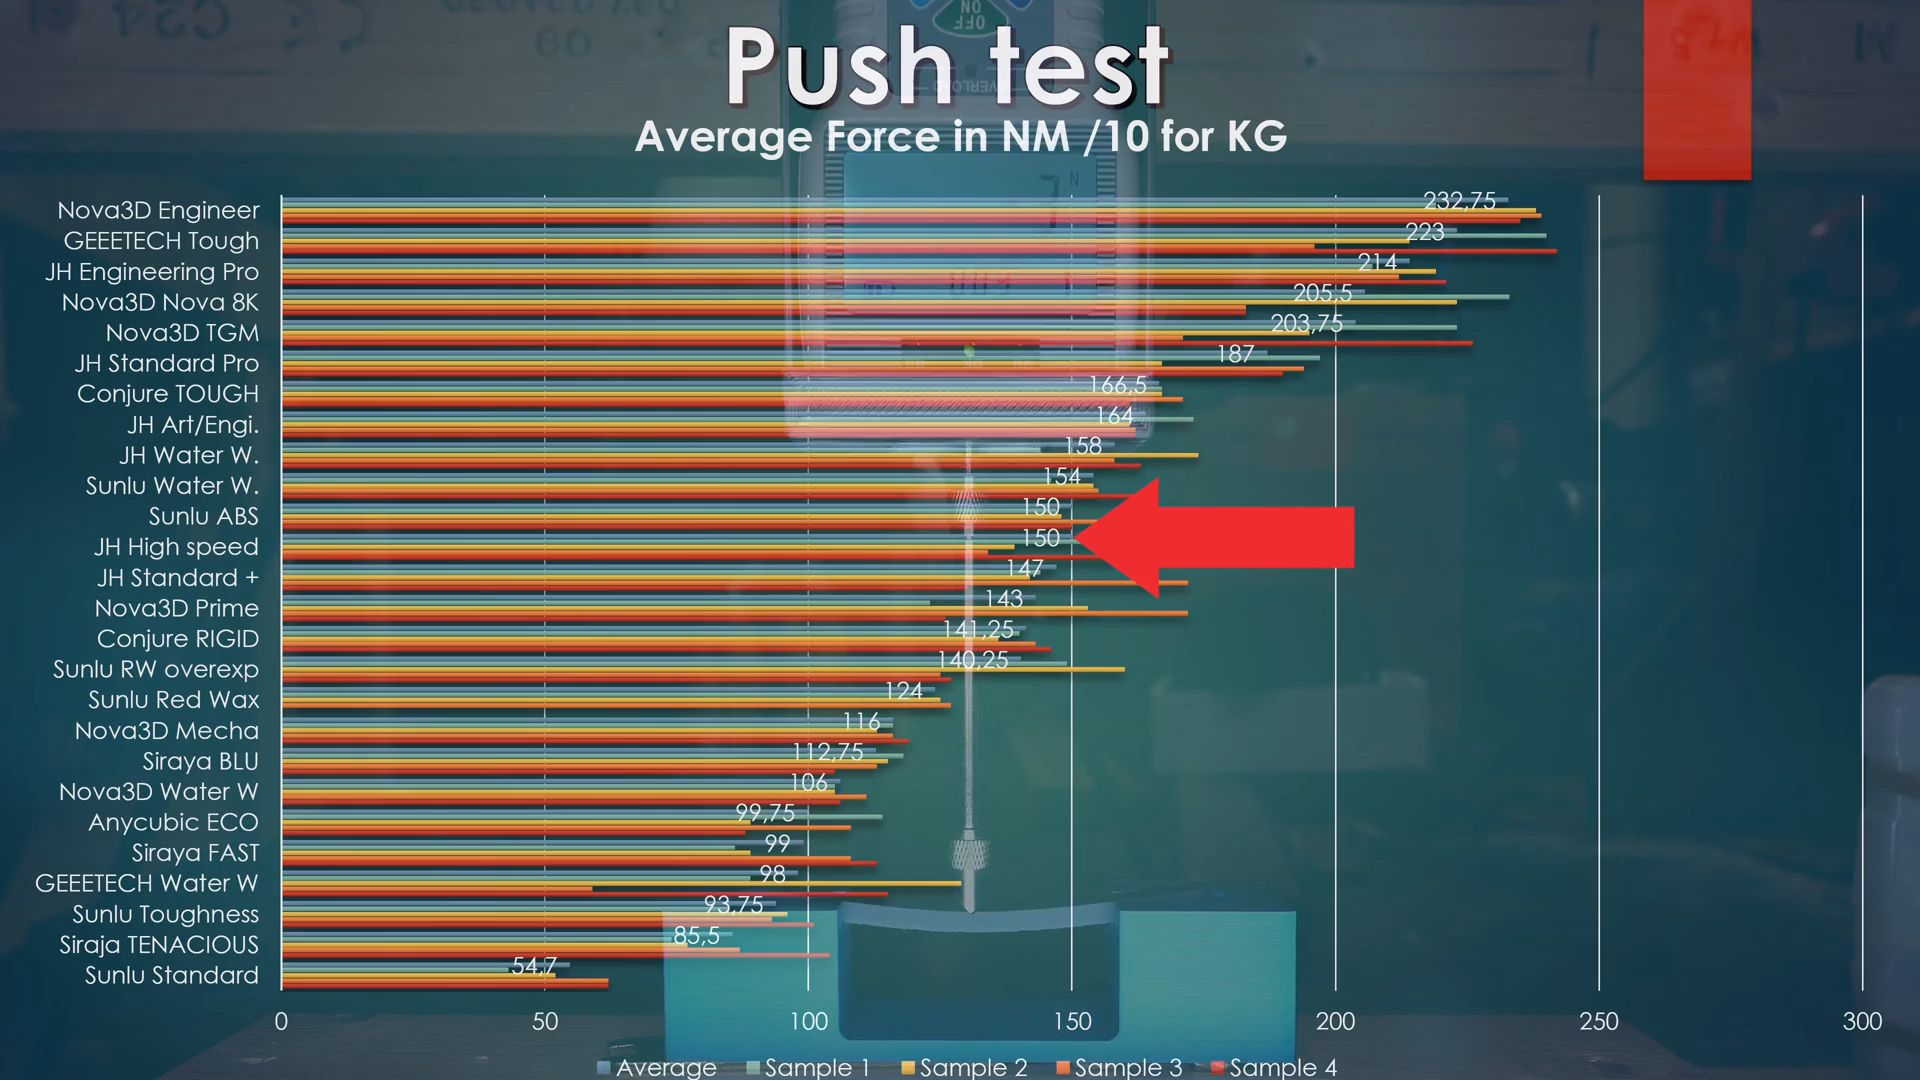 Push test
Average Force in NM /10 for KG
Nova3D Engineer 232,75
GEEETECH Tough 223
JH Engineering Pro 214
Nova3D Nova 8K 205,5
Nova3D TGM 203,75
JH Standard Pro 187
Conjure TOUGH 166,5
JH Art/Engi. 164
JH Water W. 158
Sunlu Water W. 154
Sunlu ABS 150
JH High speed 150
JH Standard + 147
Nova3D Prime 143
Conjure RIGID 141,25
Sunlu RW overexp 140,25
Sunlu Red Wax 124
Nova3D Mecha 116
Siraya BLU 112,75
Nova3D Water W 106
Anycubic ECO 99,75
Siraya FAST 99
GEEETECH Water W 98
Sunlu Toughness 93,75
Siraja TENACIOUS 85,5
Sunlu Standard 54,7
0 50 100 150 200 250 300
Average Sample 1 Sample 2 Sample 3 Sample 4